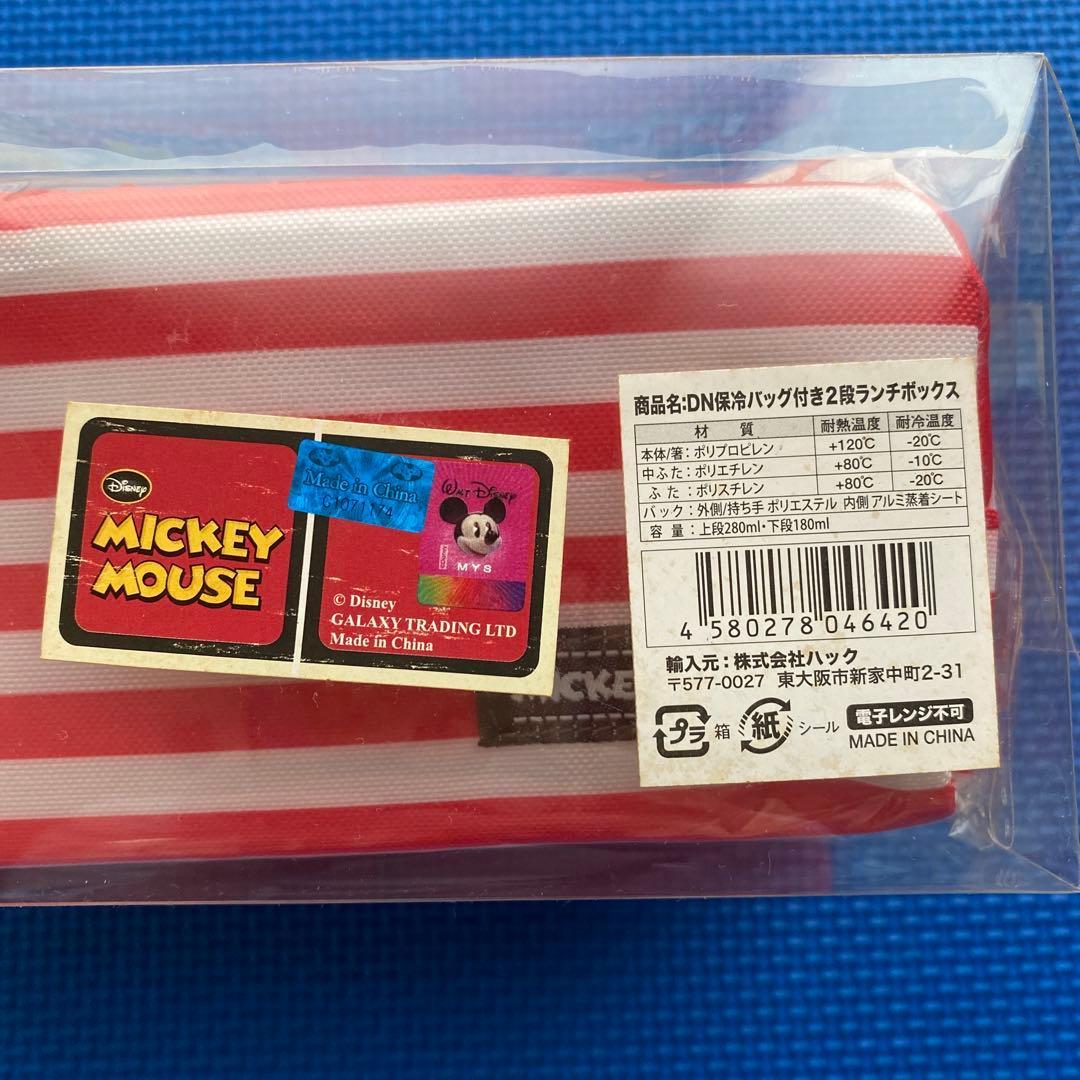 Disney
MICKEY
MOUSE
Made in China
C1071174
WALT DISNEY
MYS
© Disney
GALAXY TRADING LTD
Made in China
MICKE
商品名:DN保冷バッグ付き2段ランチボックス
材 質 耐熱温度 耐冷温度
本体/箸:ポリプロピレン +120℃ -20℃
中ふた:ポリエチレン +80℃ -10℃
ふた:ポリスチレン +80℃ -20℃
バック:外側/持ち手 ポリエステル 内側 アルミ蒸着シート
容 量:上段280ml・下段180ml
4 580278 046420
輸入元:株式会社ハック
〒577-0027 東大阪市新家中町2-31
プラ 箱 紙 シール 電子レンジ不可
MADE IN CHINA